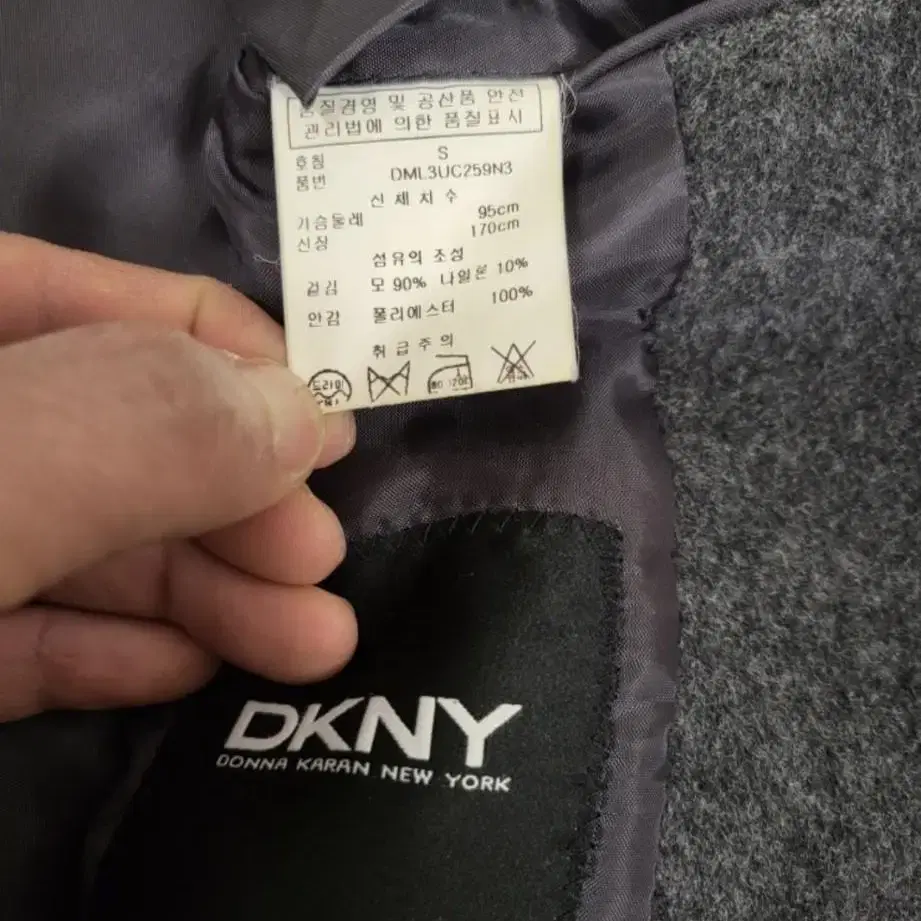 품질경영 및 공산품 안전
관리법에 의한 품질표시
호칭 S
품번 DML3UC259N3
신체치수
가슴둘레 95cm
신장 170cm
섬유의 조성
겉감 모 90% 나일론 10%
안감 폴리에스터 100%
취급주의
드라이
DKNY
DONNA KARAN NEW YORK